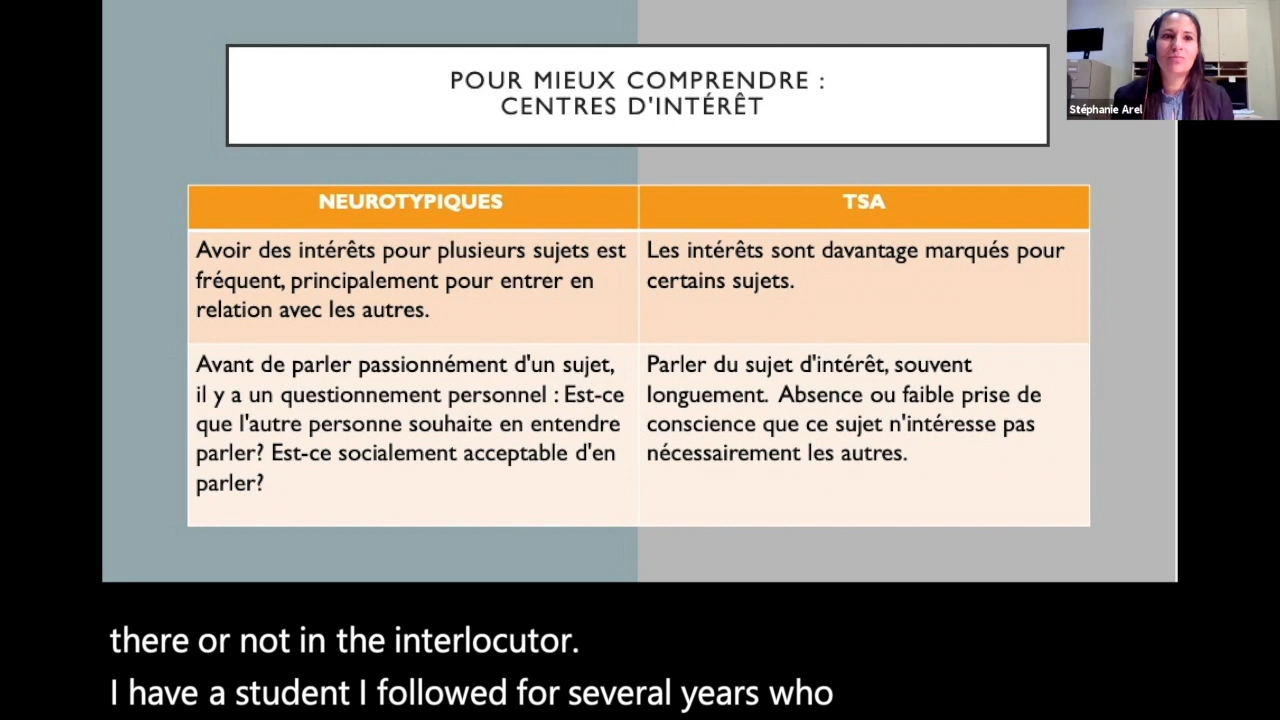 POUR MIEUX COMPRENDRE :
CENTRES D'INTÉRÊT
Stéphanie Arel
NEUROTYPIQUES
TSA
Avoir des intérêts pour plusieurs sujets est
fréquent, principalement pour entrer en
relation avec les autres.
Les intérêts sont davantage marqués pour
certains sujets.
Avant de parler passionnément d'un sujet,
il y a un questionnement personnel : Est-ce
que l'autre personne souhaite en entendre
parler? Est-ce socialement acceptable d'en
parler?
Parler du sujet d'intérêt, souvent
longuement. Absence ou faible prise de
conscience que ce sujet n'intéresse pas
nécessairement les autres.
there or not in the interlocutor.
I have a student I followed for several years who